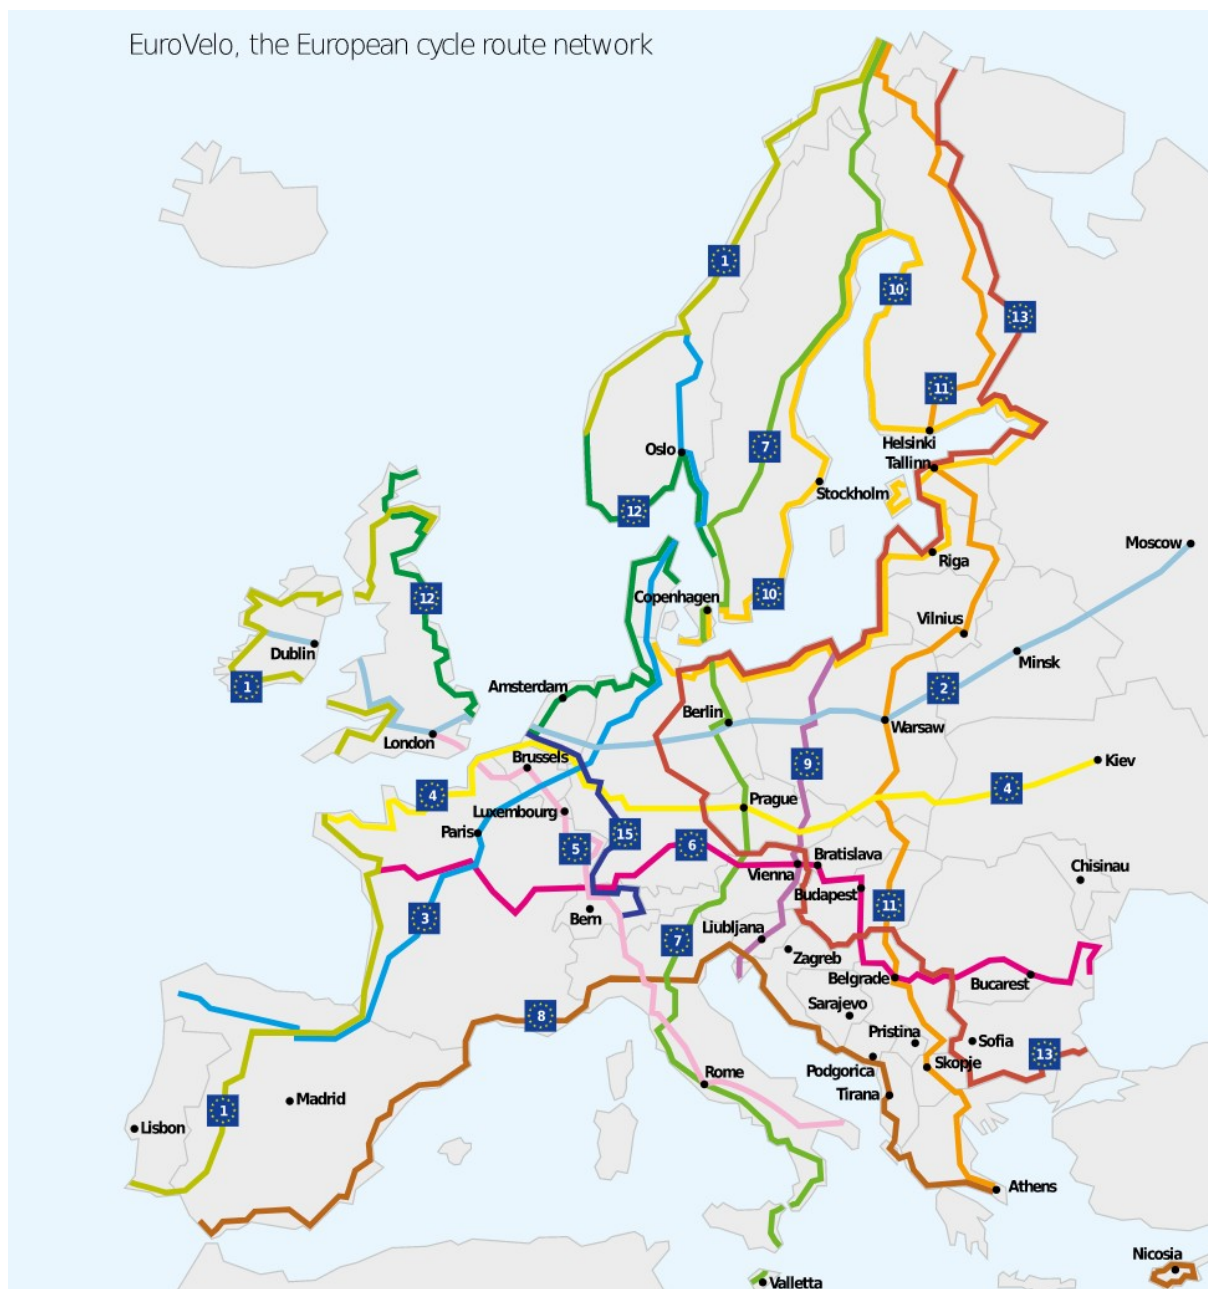 EuroVelo, the European cycle route network
1
10
13
11
Helsinki
7
Oslo
Tallinn
Stockholm
12
Moscow
Riga
10
Copenhagen
12
Vilnius
Dublin
Minsk
1
Amsterdam
2
Berlin
Warsaw
London
Brussels
9
Kiev
4
4
Prague
Luxembourg
Paris
15
5
6
Bratislava
Vienna
Chisinau
Budapest
11
Bern
3
Liubljana
7
Zagreb
Belgrade
Bucarest
Sarajevo
8
Pristina
Sofia
13
Podgorica
Skopje
Rome
Tirana
Madrid
1
Lisbon
Athens
Nicosia
Valletta